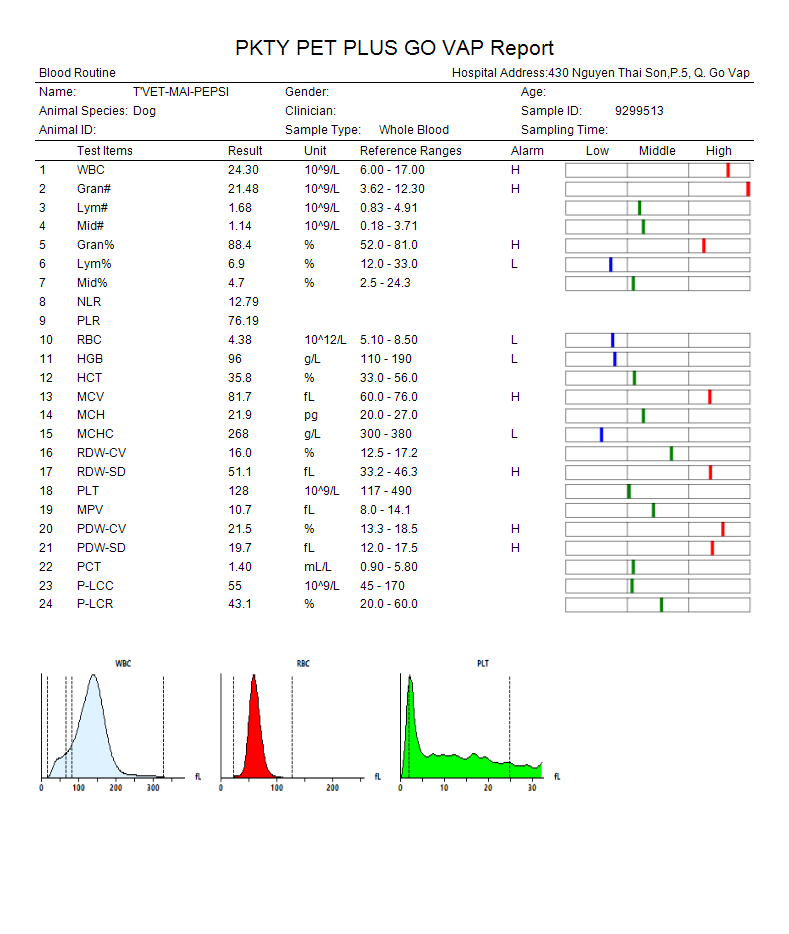 PKTY PET PLUS GO VAP Report
Blood Routine Hospital Address:430 Nguyen Thai Son,P.5, Q. Go Vap
Name: T'VET-MAI-PEPSI Gender: Age:
Animal Species: Dog Clinician: Sample ID: 9299513
Animal ID: Sample Type: Whole Blood Sampling Time:
Test Items Result Unit Reference Ranges Alarm Low Middle High
1 WBC 24.30 10^9/L 6.00 - 17.00 H
2 Gran# 21.48 10^9/L 3.62 - 12.30 H
3 Lym# 1.68 10^9/L 0.83 - 4.91
4 Mid# 1.14 10^9/L 0.18 - 3.71
5 Gran% 88.4 % 52.0 - 81.0 H
6 Lym% 6.9 % 12.0 - 33.0 L
7 Mid% 4.7 % 2.5 - 24.3
8 NLR 12.79
9 PLR 76.19
10 RBC 4.38 10^12/L 5.10 - 8.50 L
11 HGB 96 g/L 110 - 190 L
12 HCT 35.8 % 33.0 - 56.0
13 MCV 81.7 fL 60.0 - 76.0 H
14 MCH 21.9 pg 20.0 - 27.0
15 MCHC 268 g/L 300 - 380 L
16 RDW-CV 16.0 % 12.5 - 17.2
17 RDW-SD 51.1 fL 33.2 - 46.3 H
18 PLT 128 10^9/L 117 - 490
19 MPV 10.7 fL 8.0 - 14.1
20 PDW-CV 21.5 % 13.3 - 18.5 H
21 PDW-SD 19.7 fL 12.0 - 17.5 H
22 PCT 1.40 mL/L 0.90 - 5.80
23 P-LCC 55 10^9/L 45 - 170
24 P-LCR 43.1 % 20.0 - 60.0
WBC RBC PLT
fL fL fL
0 100 200 300 0 100 200 0 10 20 30